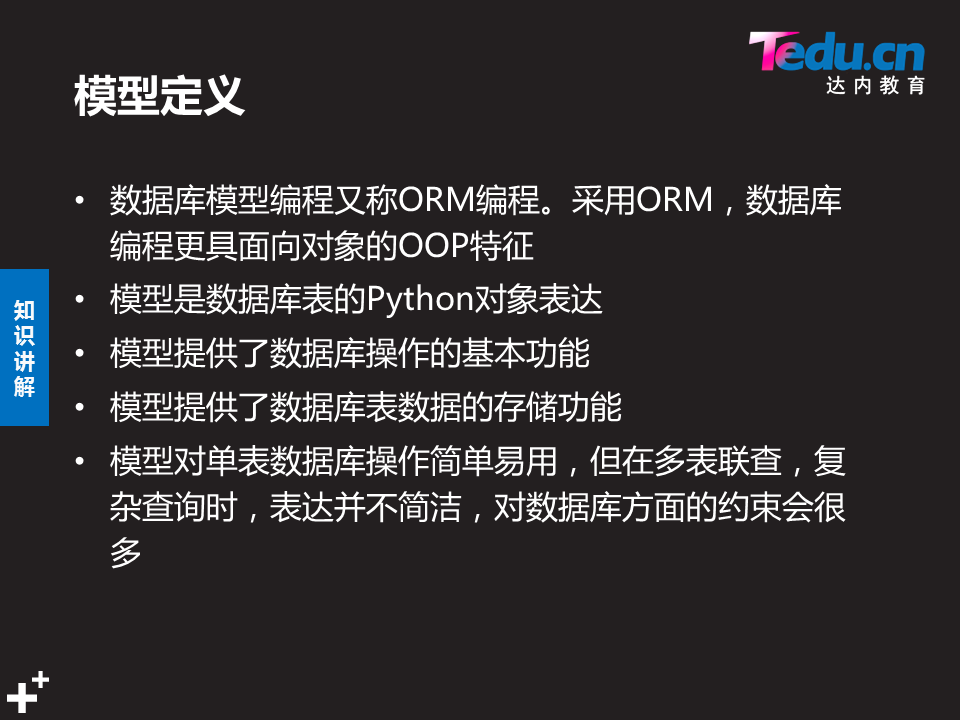 Tedu.cn
达内教育
模型定义
• 数据库模型编程又称ORM编程。采用ORM，数据库
编程更具面向对象的OOP特征
• 模型是数据库表的Python对象表达
• 模型提供了数据库操作的基本功能
• 模型提供了数据库表数据的存储功能
• 模型对单表数据库操作简单易用，但在多表联查，复
杂查询时，表达并不简洁，对数据库方面的约束会很
多
知
识
讲
解